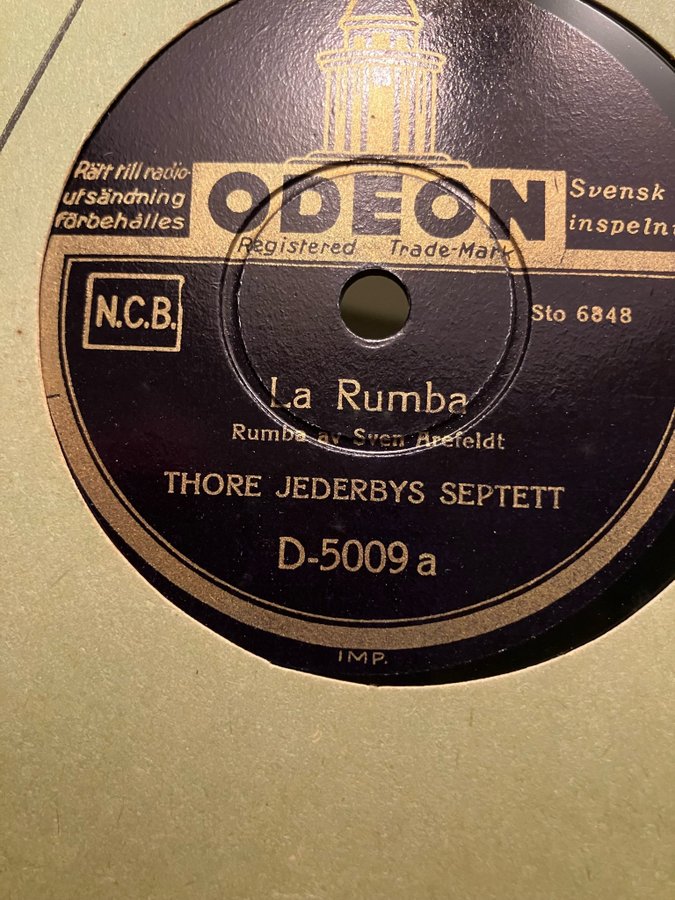 Rätt till radio-
utsändning
förbehålles
ODEON
Registered Trade-Mark
Svensk
inspeln
N.C.B.
Sto 6848
La Rumba
Rumba av Sven Arefeldt
THORE JEDERBYS SEPTETT
D-5009 a
IMP.